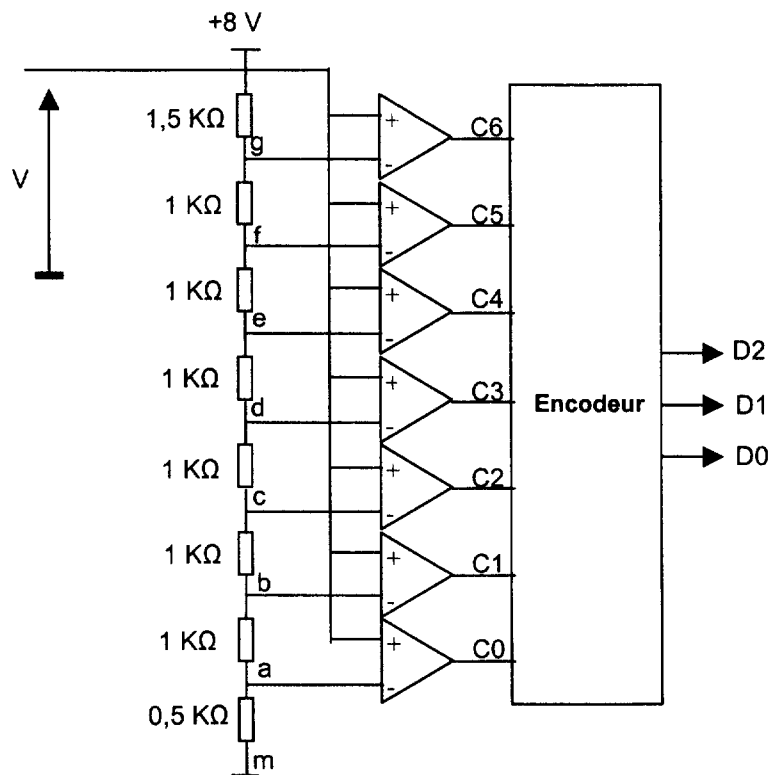 +8 V
1,5 KΩ
g
+
-
C6
V
1 KΩ
f
+
-
C5
1 KΩ
e
+
-
C4
1 KΩ
d
+
-
C3
Encodeur
D2
D1
D0
1 KΩ
c
+
-
C2
1 KΩ
b
+
-
C1
1 KΩ
a
+
-
C0
0,5 KΩ
m